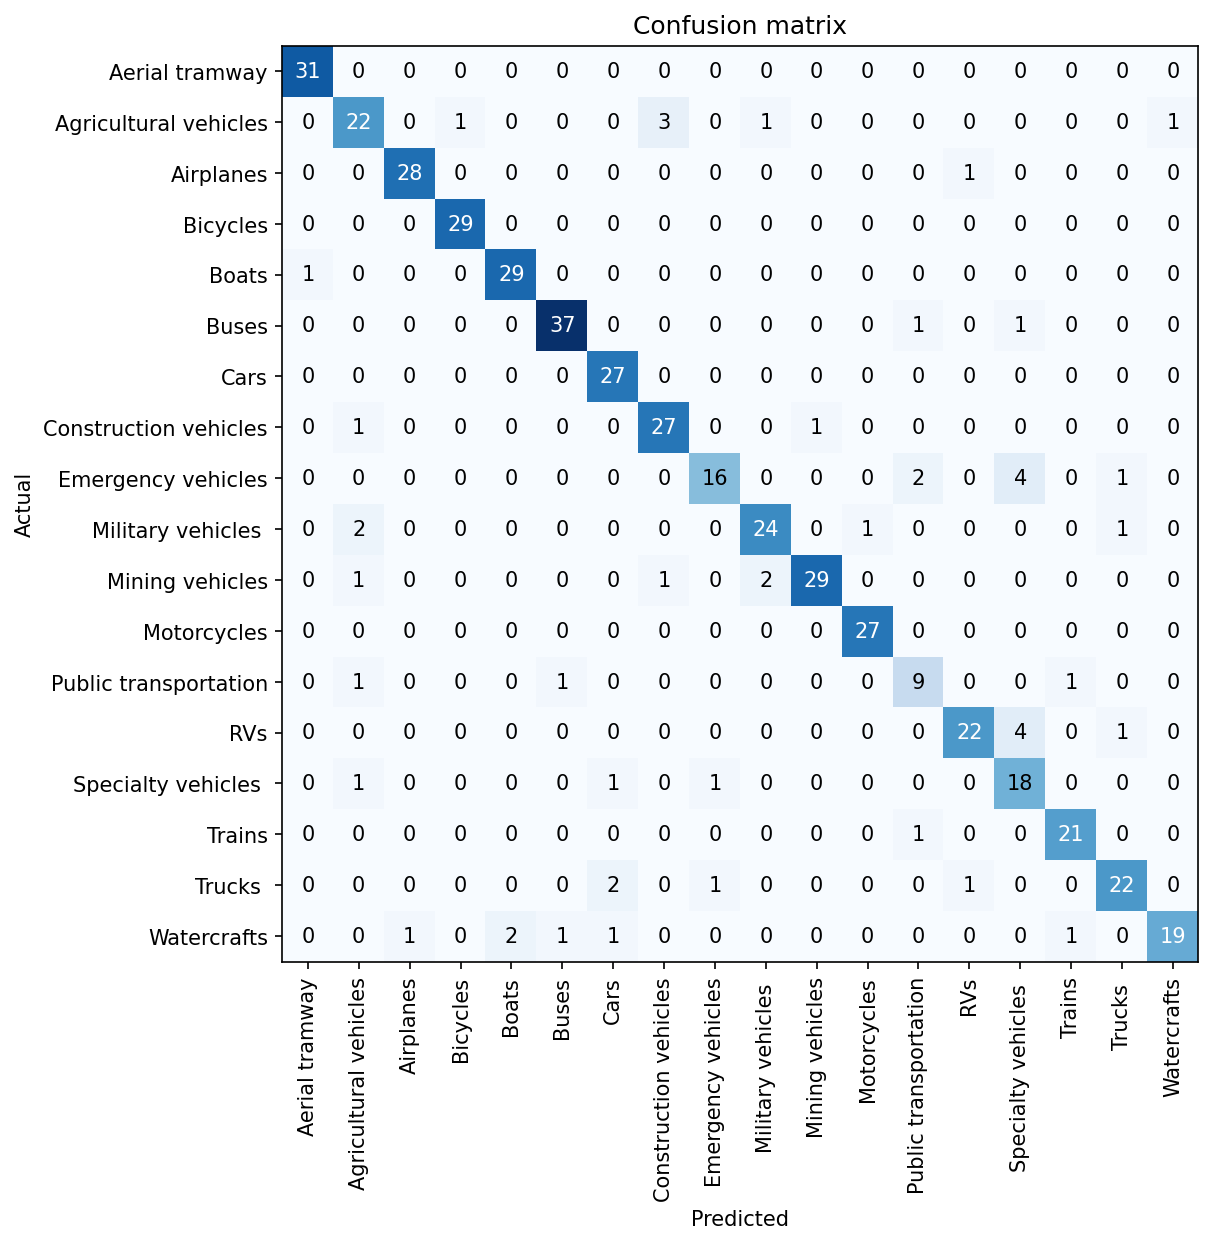 Confusion matrix
Aerial tramway 31 0 0 0 0 0 0 0 0 0 0 0 0 0 0 0 0 0
Agricultural vehicles 0 22 0 1 0 0 0 3 0 1 0 0 0 0 0 0 0 1
Airplanes 0 0 28 0 0 0 0 0 0 0 0 0 0 1 0 0 0 0
Bicycles 0 0 0 29 0 0 0 0 0 0 0 0 0 0 0 0 0 0
Boats 1 0 0 0 29 0 0 0 0 0 0 0 0 0 0 0 0 0
Buses 0 0 0 0 0 37 0 0 0 0 0 0 1 0 1 0 0 0
Cars 0 0 0 0 0 0 27 0 0 0 0 0 0 0 0 0 0 0
Construction vehicles 0 1 0 0 0 0 0 27 0 0 1 0 0 0 0 0 0 0
Emergency vehicles 0 0 0 0 0 0 0 0 16 0 0 0 2 0 4 0 1 0
Military vehicles 0 2 0 0 0 0 0 0 0 24 0 1 0 0 0 0 1 0
Mining vehicles 0 1 0 0 0 0 0 1 0 2 29 0 0 0 0 0 0 0
Motorcycles 0 0 0 0 0 0 0 0 0 0 0 27 0 0 0 0 0 0
Public transportation 0 1 0 0 0 1 0 0 0 0 0 0 9 0 0 1 0 0
RVs 0 0 0 0 0 0 0 0 0 0 0 0 0 22 4 0 1 0
Specialty vehicles 0 1 0 0 0 0 1 0 1 0 0 0 0 0 18 0 0 0
Trains 0 0 0 0 0 0 0 0 0 0 0 0 1 0 0 21 0 0
Trucks 0 0 0 0 0 0 2 0 1 0 0 0 0 1 0 0 22 0
Watercrafts 0 0 1 0 2 1 1 0 0 0 0 0 0 0 0 1 0 19
Actual
Aerial tramway
Agricultural vehicles
Airplanes
Bicycles
Boats
Buses
Cars
Construction vehicles
Emergency vehicles
Military vehicles
Mining vehicles
Motorcycles
Public transportation
RVs
Specialty vehicles
Trains
Trucks
Watercrafts
Predicted